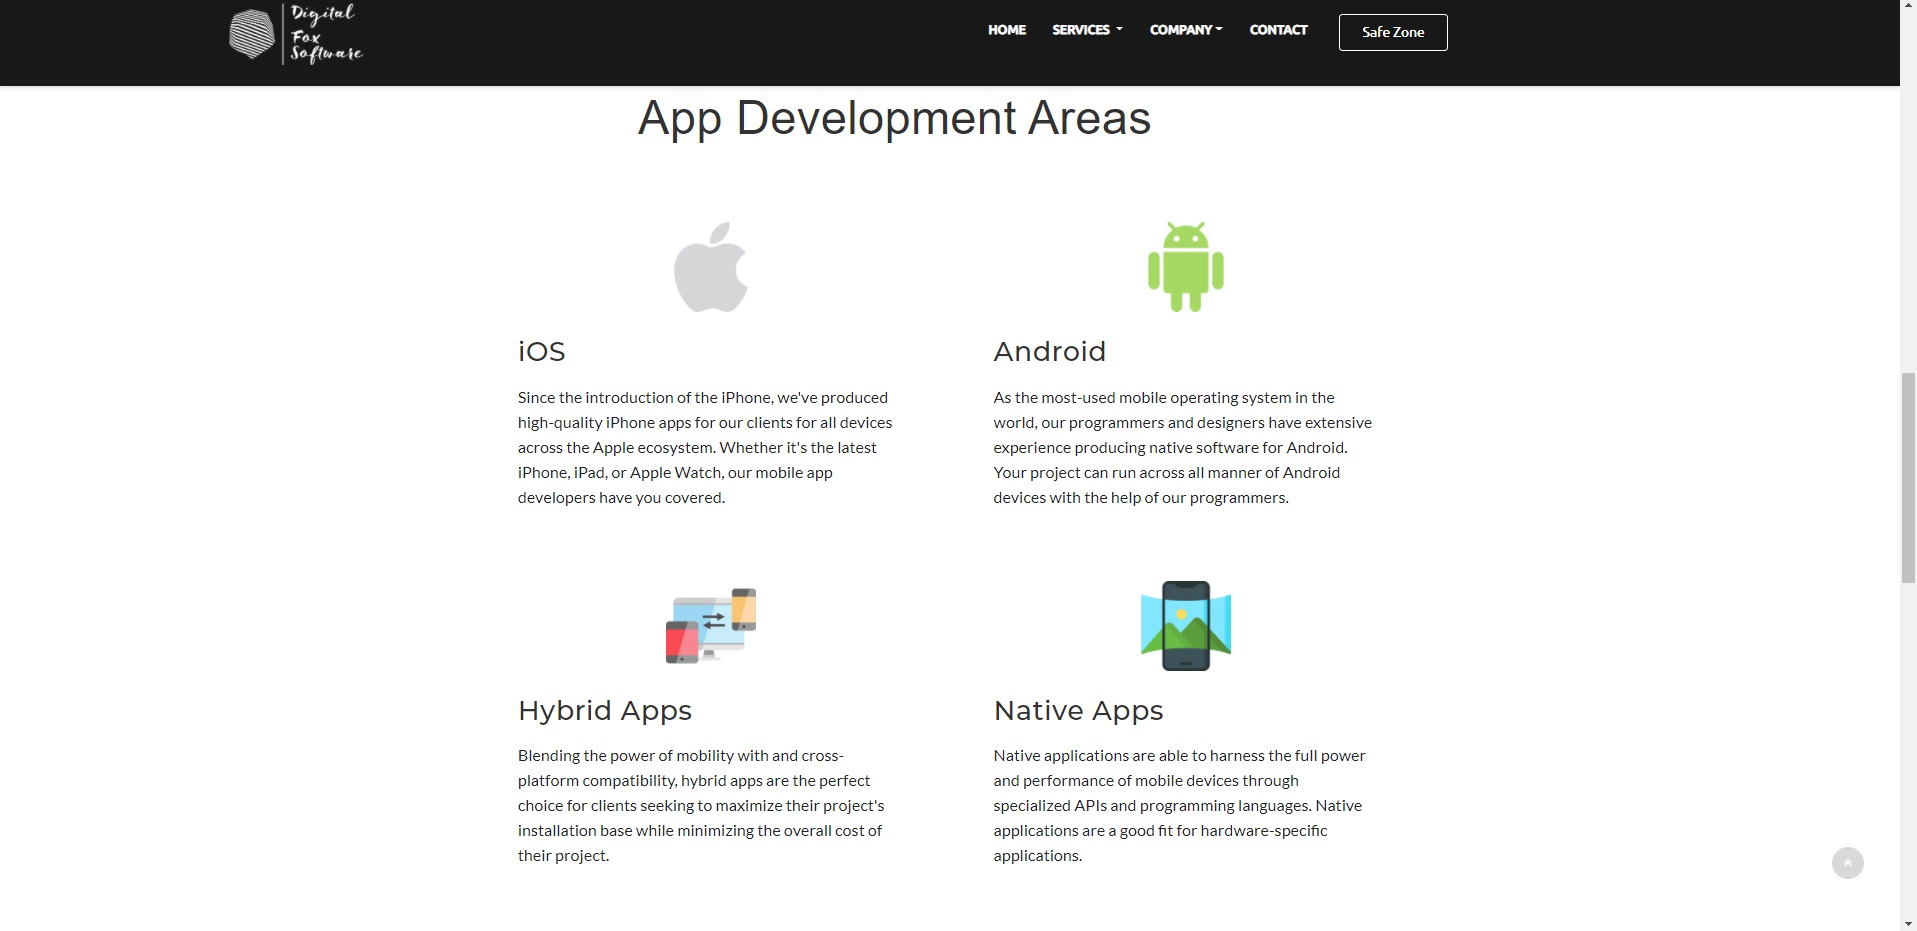 Digital
Fox
Software
HOME SERVICES COMPANY CONTACT Safe Zone
App Development Areas
iOS
Since the introduction of the iPhone, we've produced
high-quality iPhone apps for our clients for all devices
across the Apple ecosystem. Whether it's the latest
iPhone, iPad, or Apple Watch, our mobile app
developers have you covered.
Android
As the most-used mobile operating system in the
world, our programmers and designers have extensive
experience producing native software for Android.
Your project can run across all manner of Android
devices with the help of our programmers.
Hybrid Apps
Blending the power of mobility with and cross-
platform compatibility, hybrid apps are the perfect
choice for clients seeking to maximize their project's
installation base while minimizing the overall cost of
their project.
Native Apps
Native applications are able to harness the full power
and performance of mobile devices through
specialized APIs and programming languages. Native
applications are a good fit for hardware-specific
applications.